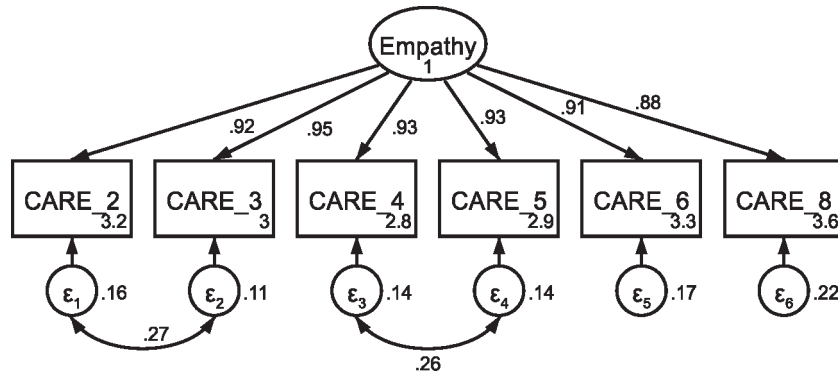 Empathy
1
.92
.95
.93
.93
.91
.88
CARE_2
3.2
CARE_3
3
CARE_4
2.8
CARE_5
2.9
CARE_6
3.3
CARE_8
3.6
ε1
.16
ε2
.11
ε3
.14
ε4
.14
ε5
.17
ε6
.22
.27
.26